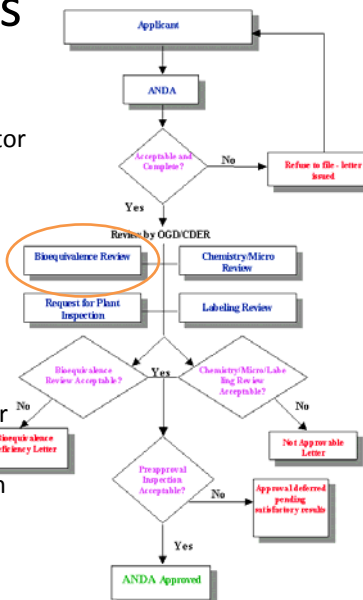 s
Applicant
ANDA
tor
Acceptable and
Complete?
No
Refuse to file - letter
issued
Yes
Review by OGD/CDER
Bioequivalence Review
Chemistry/Micro
Review
Request for Plant
Inspection
Labeling Review
Bioequivalence
Review Acceptable?
Yes
Chemistry/Micro/Labe
ling Review
Acceptable?
r
No
No
ioequivalence
eficiency Letter
Not Approvable
Letter
n
Preapproval
Inspection
Acceptable?
No
Approval deferred
pending
satisfactory results
Yes
ANDA Approved